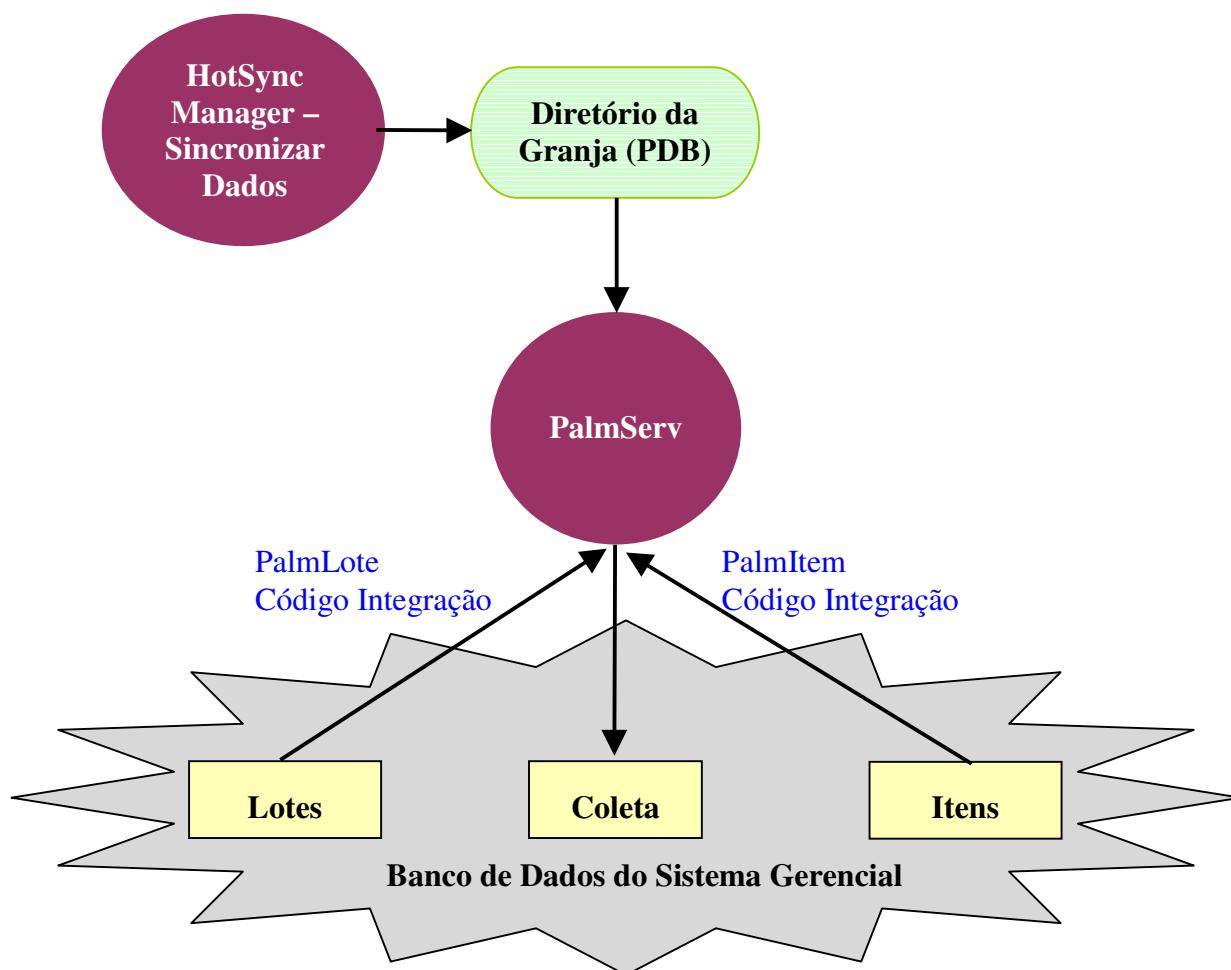 HotSync
Manager –
Sincronizar
Dados
Diretório da
Granja (PDB)
PalmServ
PalmLote
Código Integração
PalmItem
Código Integração
Lotes
Coleta
Itens
Banco de Dados do Sistema Gerencial